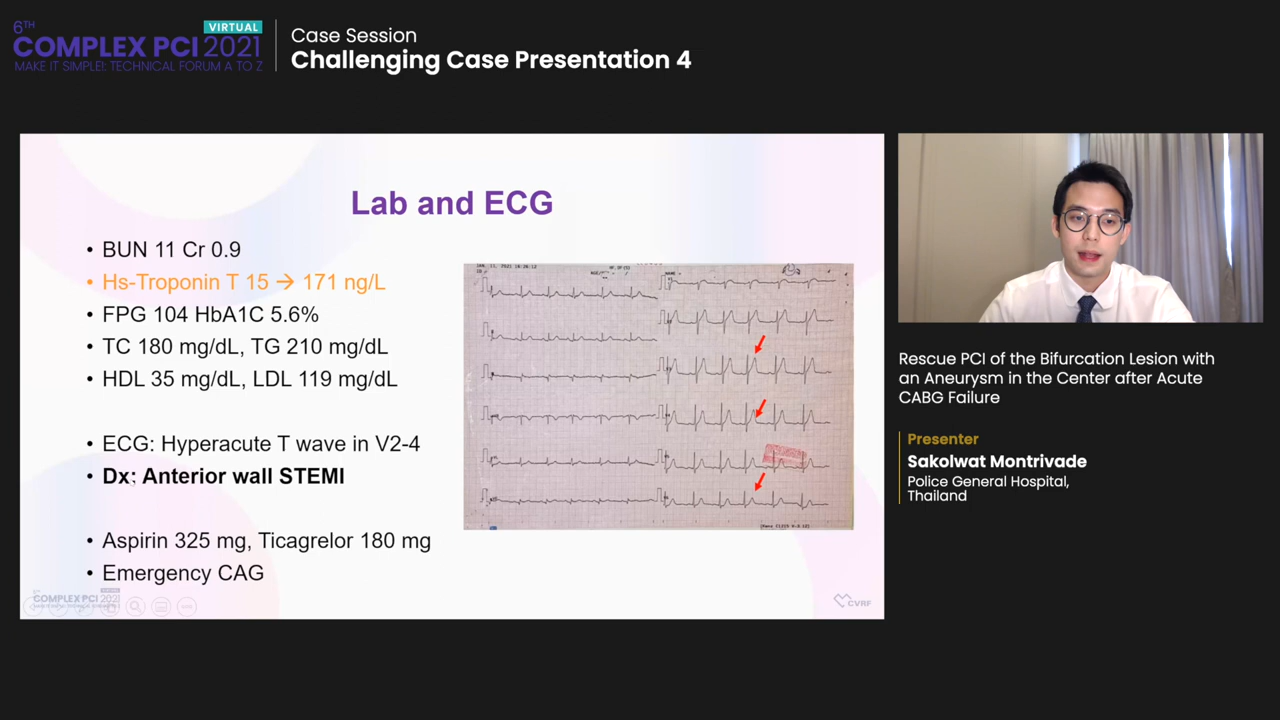 6TH
VIRTUAL
COMPLEX PCI 2021
MAKE IT SIMPLE!: TECHNICAL FORUM A TO Z
Case Session
Challenging Case Presentation 4
Lab and ECG
• BUN 11 Cr 0.9
• Hs-Troponin T 15 → 171 ng/L
• FPG 104 HbA1C 5.6%
• TC 180 mg/dL, TG 210 mg/dL
• HDL 35 mg/dL, LDL 119 mg/dL
• ECG: Hyperacute T wave in V2-4
• Dx: Anterior wall STEMI
• Aspirin 325 mg, Ticagrelor 180 mg
• Emergency CAG
COMPLEX PCI 2021
CVRF
Rescue PCI of the Bifurcation Lesion with
an Aneurysm in the Center after Acute
CABG Failure
Presenter
Sakolwat Montrivade
Police General Hospital,
Thailand